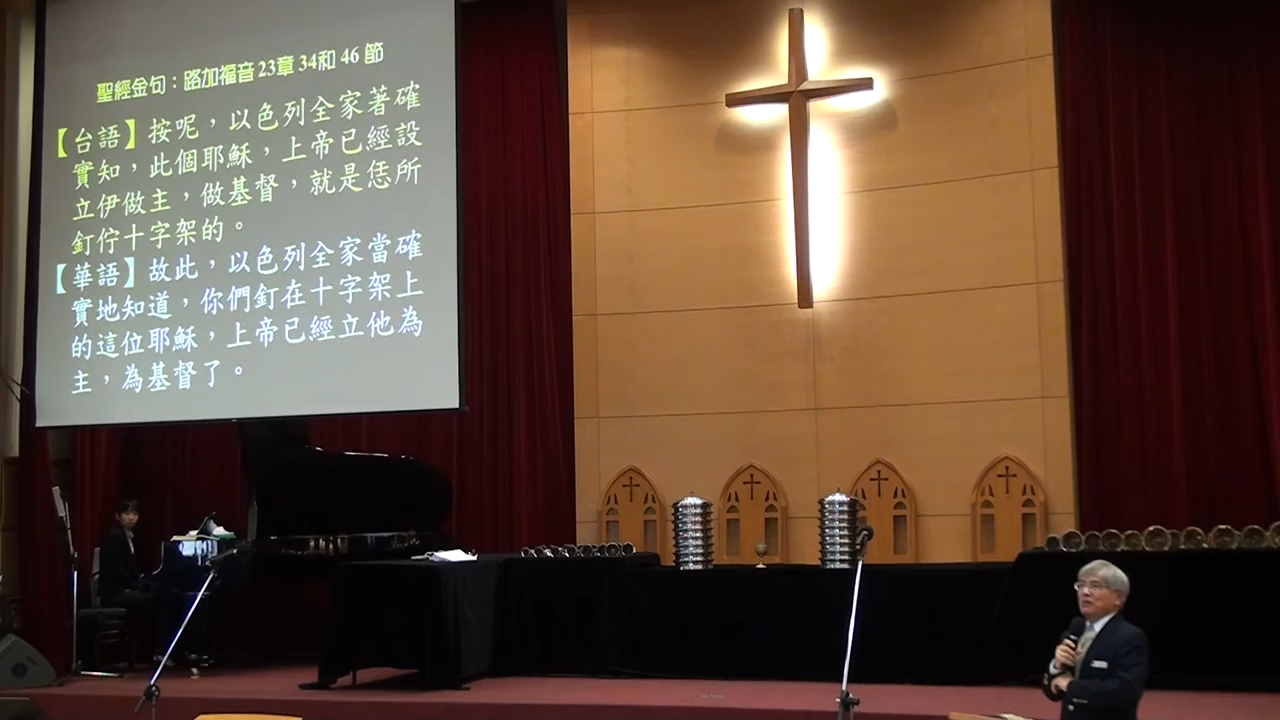 聖經金句：路加福音23章34和46節
【台語】按呢，以色列全家著確
實知，此個耶穌，上帝已經設
立伊做主，做基督，就是恁所
釘佇十字架的。
【華語】故此，以色列全家當確
實地知道，你們釘在十字架上
的這位耶穌，上帝已經立他為
主，為基督了。